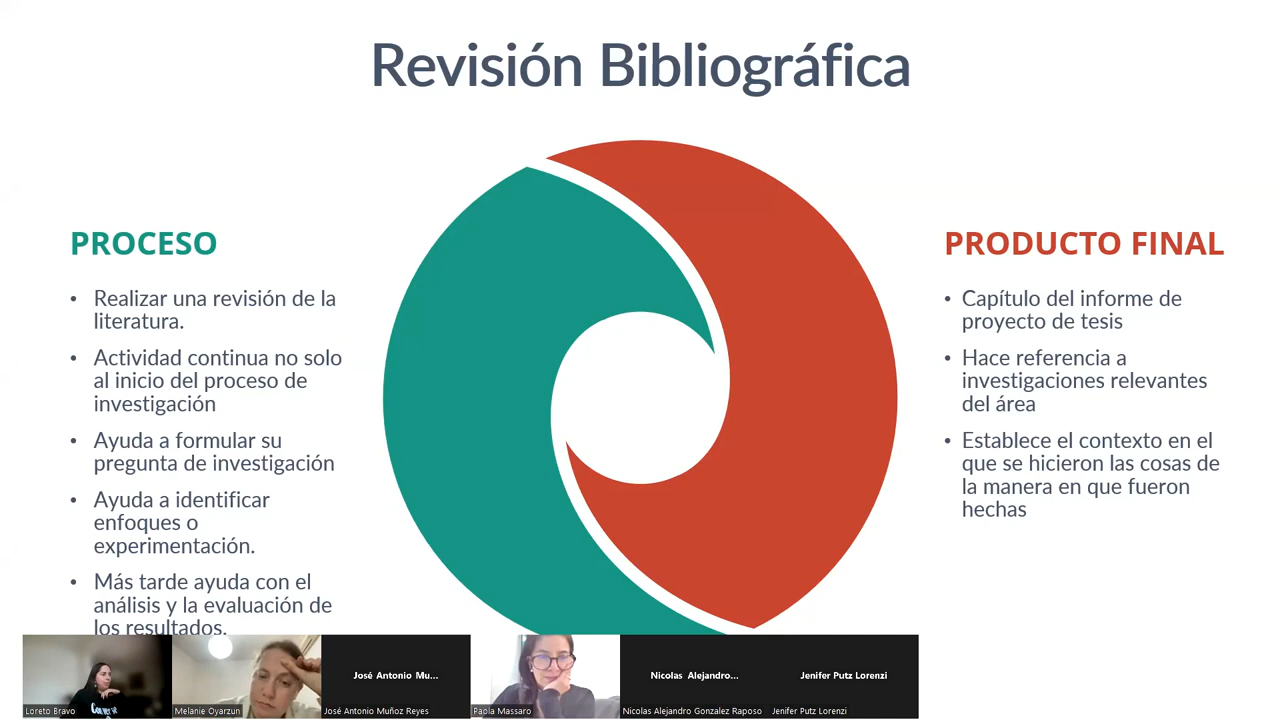 Revisión Bibliográfica
PROCESO
• Realizar una revisión de la
literatura.
• Actividad continua no solo
al inicio del proceso de
investigación
• Ayuda a formular su
pregunta de investigación
• Ayuda a identificar
enfoques o
experimentación.
• Más tarde ayuda con el
análisis y la evaluación de
los resultados.
PRODUCTO FINAL
• Capítulo del informe de
proyecto de tesis
• Hace referencia a
investigaciones relevantes
del área
• Establece el contexto en el
que se hicieron las cosas de
la manera en que fueron
hechas
José Antonio Mu...
Nicolas Alejandro...
Jenifer Putz Lorenzi
Loreto Bravo
Melanie Oyarzun
José Antonio Muñoz Reyes
Paola Massaro
Nicolas Alejandro Gonzalez Raposo
Jenifer Putz Lorenzi